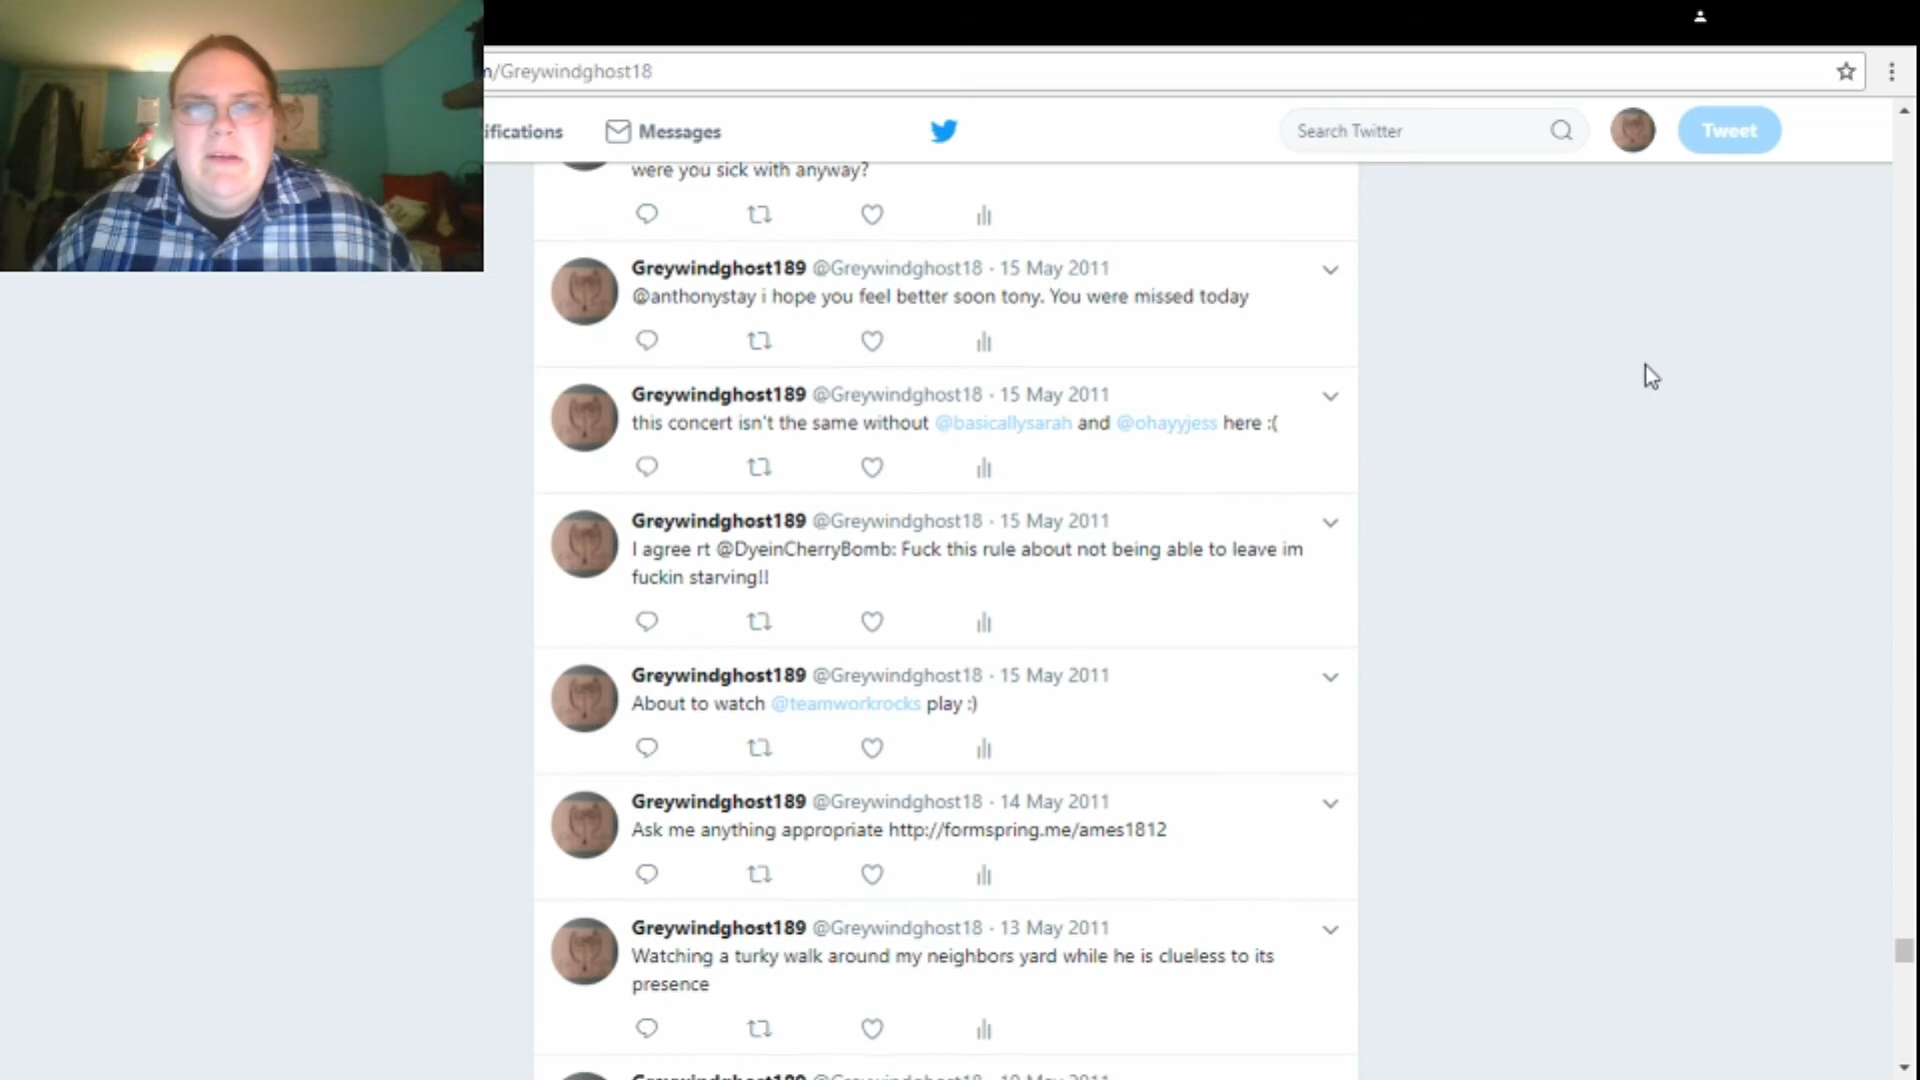 /Greywindghost18
ifications
Messages
Search Twitter
Tweet
were you sick with anyway?
Greywindghost189 @Greywindghost18 · 15 May 2011
@anthonystay i hope you feel better soon tony. You were missed today
Greywindghost189 @Greywindghost18 · 15 May 2011
this concert isn't the same without @basicallysarah and @ohayyjess here :(
Greywindghost189 @Greywindghost18 · 15 May 2011
I agree rt @DyeinCherryBomb: Fuck this rule about not being able to leave im
fuckin starving!!
Greywindghost189 @Greywindghost18 · 15 May 2011
About to watch @teamworkrocks play :)
Greywindghost189 @Greywindghost18 · 14 May 2011
Ask me anything appropriate http://formspring.me/ames1812
Greywindghost189 @Greywindghost18 · 13 May 2011
Watching a turky walk around my neighbors yard while he is clueless to its
presence
Greywindghost189 @Greywindghost18